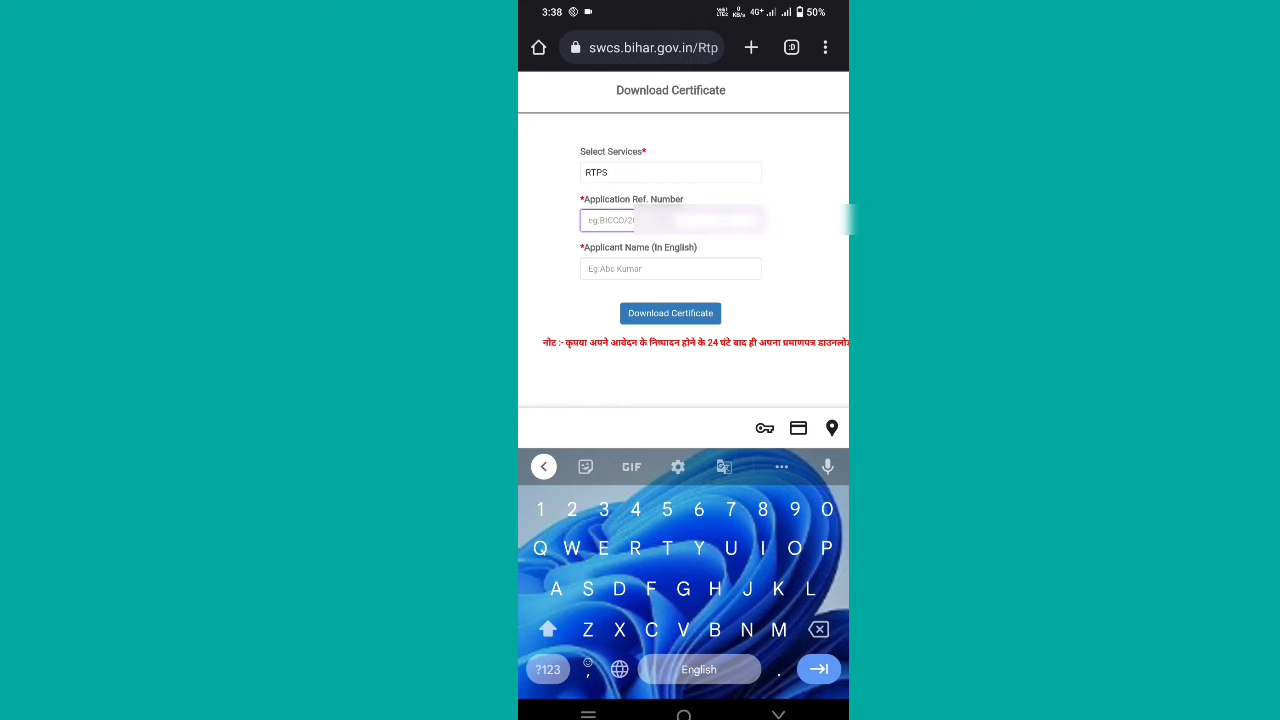 3:38 4G+ 50%
swcs.bihar.gov.in/Rtp :D
Download Certificate
Select Services*
RTPS
*Application Ref. Number
eg:BICCO/20
*Applicant Name (In English)
Eg:Abc Kumar
Download Certificate
नोट :- कृपया अपने आवेदन के निष्पादन होने के 24 घंटे बाद ही अपना प्रमाणपत्र डाउनलोड
GIF
1 2 3 4 5 6 7 8 9 0
Q W E R T Y U I O P
A S D F G H J K L
Z X C V B N M
?123 , English .